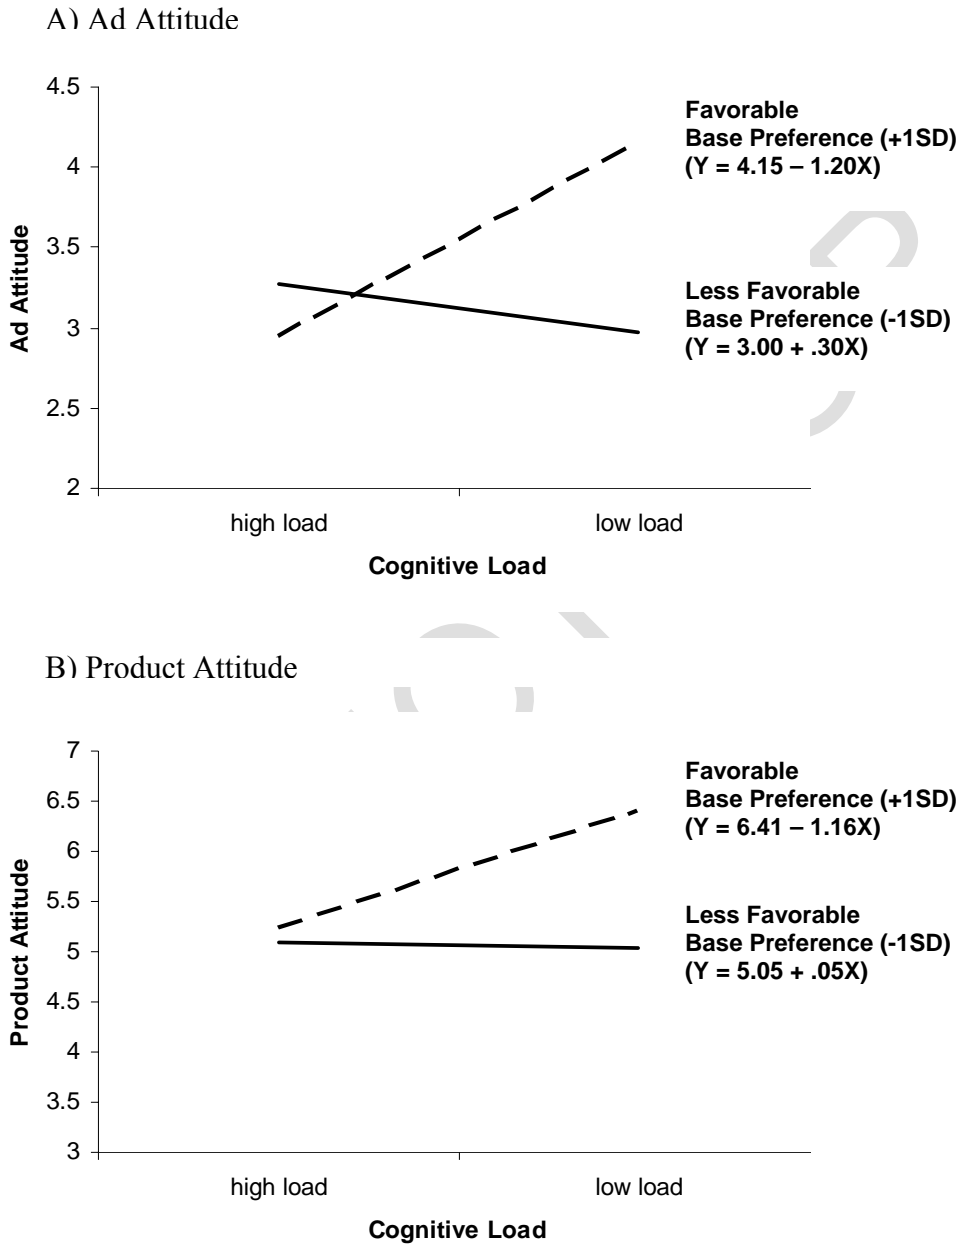 A) Ad Attitude
4.5
Favorable
Base Preference (+1SD)
(Y = 4.15 – 1.20X)
4
3.5
Ad Attitude
Less Favorable
Base Preference (-1SD)
(Y = 3.00 + .30X)
3
2.5
2
high load
low load
Cognitive Load
B) Product Attitude
7
Favorable
Base Preference (+1SD)
(Y = 6.41 – 1.16X)
6.5
6
5.5
Product Attitude
Less Favorable
Base Preference (-1SD)
(Y = 5.05 + .05X)
5
4.5
4
3.5
3
high load
low load
Cognitive Load